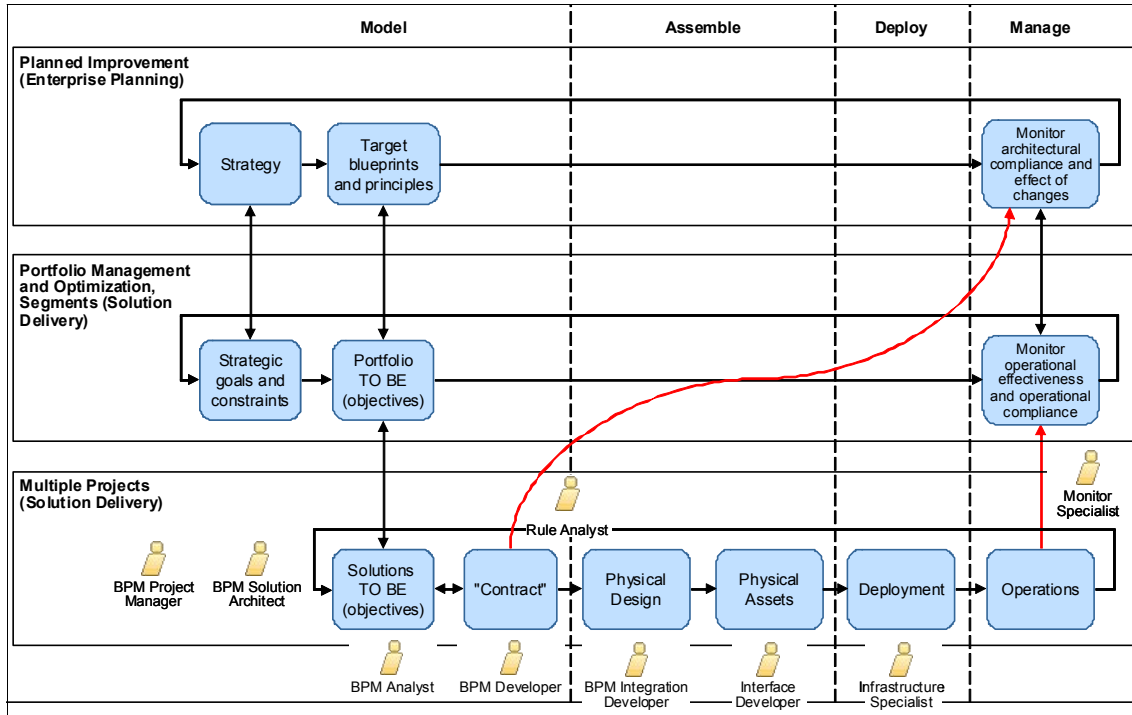 Model
Assemble
Deploy
Manage
Planned Improvement
(Enterprise Planning)
Strategy
Target
blueprints
and principles
Monitor
architectural
compliance and
effect of
changes
Portfolio Management
and Optimization,
Segments (Solution
Delivery)
Strategic
goals and
constraints
Portfolio
TO BE
(objectives)
Monitor
operational
effectiveness
and operational
compliance
Multiple Projects
(Solution Delivery)
Monitor
Specialist
Rule Analyst
BPM Project
Manager
BPM Solution
Architect
Solutions
TO BE
(objectives)
"Contract"
Physical
Design
Physical
Assets
Deployment
Operations
BPM Analyst
BPM Developer
BPM Integration
Developer
Interface
Developer
Infrastructure
Specialist